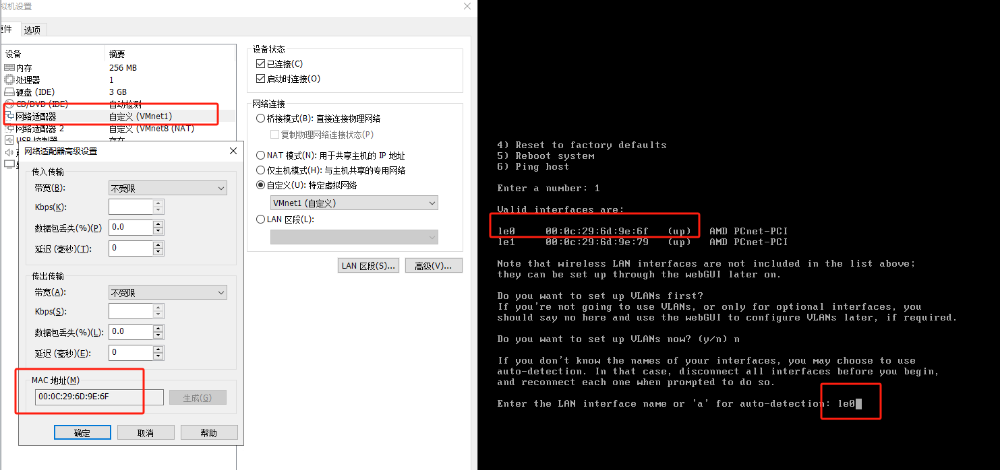 拟机设置
硬件 选项
设备 摘要
内存 256 MB
处理器 1
硬盘 (IDE) 3 GB
CD/DVD (IDE) 自动检测
网络适配器 自定义 (VMnet1)
网络适配器 2 自定义 (VMnet8 (NAT)
USB 控制器 存在
网络适配器高级设置
传入传输
带宽(B): 不受限
Kbps(K):
数据包丢失(%)(P) 0.0
延迟 (毫秒)(T): 0
传出传输
带宽(A): 不受限
Kbps(S):
数据包丢失(%)(L): 0.0
延迟 (毫秒)(E): 0
MAC 地址(M)
00:0C:29:6D:9E:6F 生成(G)
确定 取消 帮助
设备状态
已连接(C)
启动时连接(O)
网络连接
桥接模式(B): 直接连接物理网络
复制物理网络连接状态(P)
NAT 模式(N): 用于共享主机的 IP 地址
仅主机模式(H): 与主机共享的专用网络
自定义(U): 特定虚拟网络
VMnet1 (自定义)
LAN 区段(L):
LAN 区段(S)... 高级(V)...
4) Reset to factory defaults
5) Reboot system
6) Ping host
Enter a number: 1
Valid interfaces are:
le0 00:0c:29:6d:9e:6f (up) AMD PCnet-PCI
le1 00:0c:29:6d:9e:79 (up) AMD PCnet-PCI
Note that wireless LAN interfaces are not included in the list above;
they can be set up through the webGUI later on.
Do you want to set up VLANs first?
If you're not going to use VLANs, or only for optional interfaces, you
should say no here and use the webGUI to configure VLANs later, if required.
Do you want to set up VLANs now? (y/n) n
If you don't know the names of your interfaces, you may choose to use
auto-detection. In that case, disconnect all interfaces before you begin,
and reconnect each one when prompted to do so.
Enter the LAN interface name or 'a' for auto-detection: le0